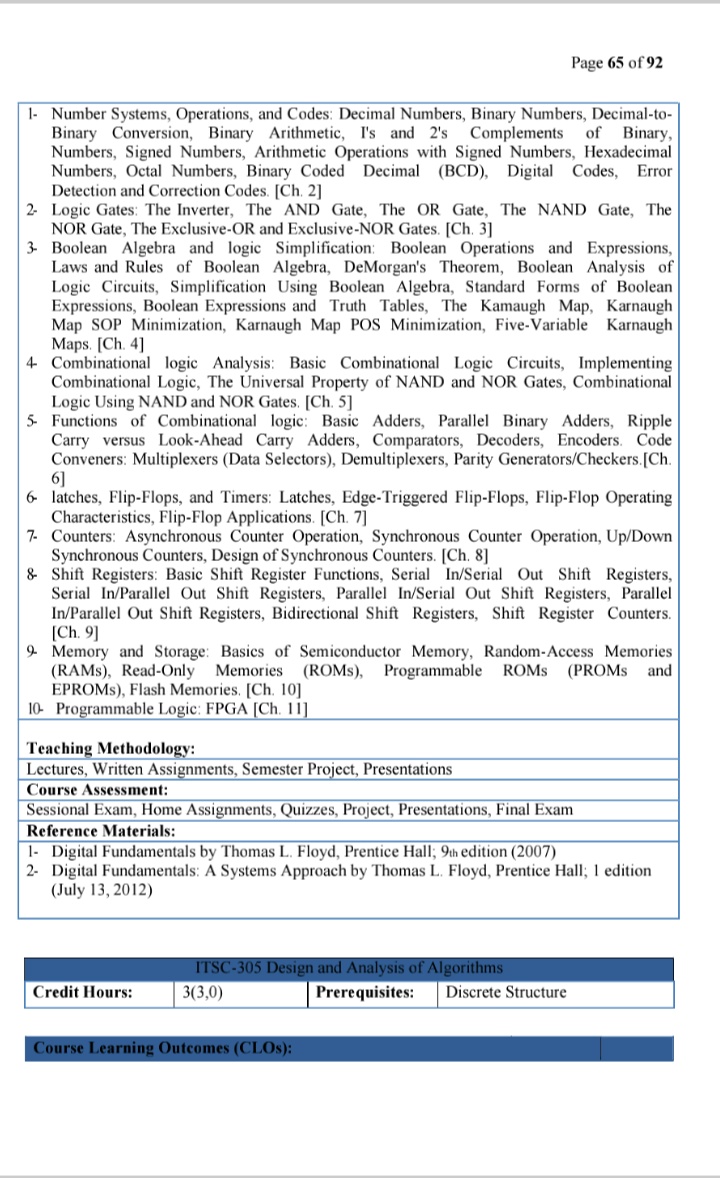 Page 65 of 92
1- Number Systems, Operations, and Codes: Decimal Numbers, Binary Numbers, Decimal-to-
Binary Conversion, Binary Arithmetic, I's and 2's Complements of Binary,
Numbers, Signed Numbers, Arithmetic Operations with Signed Numbers, Hexadecimal
Numbers, Octal Numbers, Binary Coded Decimal (BCD), Digital Codes, Error
Detection and Correction Codes. [Ch. 2]
2- Logic Gates: The Inverter, The AND Gate, The OR Gate, The NAND Gate, The
NOR Gate, The Exclusive-OR and Exclusive-NOR Gates. [Ch. 3]
3- Boolean Algebra and logic Simplification: Boolean Operations and Expressions,
Laws and Rules of Boolean Algebra, DeMorgan's Theorem, Boolean Analysis of
Logic Circuits, Simplification Using Boolean Algebra, Standard Forms of Boolean
Expressions, Boolean Expressions and Truth Tables, The Kamaugh Map, Karnaugh
Map SOP Minimization, Karnaugh Map POS Minimization, Five-Variable Karnaugh
Maps. [Ch. 4]
4- Combinational logic Analysis: Basic Combinational Logic Circuits, Implementing
Combinational Logic, The Universal Property of NAND and NOR Gates, Combinational
Logic Using NAND and NOR Gates. [Ch. 5]
5- Functions of Combinational logic: Basic Adders, Parallel Binary Adders, Ripple
Carry versus Look-Ahead Carry Adders, Comparators, Decoders, Encoders. Code
Conveners: Multiplexers (Data Selectors), Demultiplexers, Parity Generators/Checkers.[Ch.
6]
6- latches, Flip-Flops, and Timers: Latches, Edge-Triggered Flip-Flops, Flip-Flop Operating
Characteristics, Flip-Flop Applications. [Ch. 7]
7- Counters: Asynchronous Counter Operation, Synchronous Counter Operation, Up/Down
Synchronous Counters, Design of Synchronous Counters. [Ch. 8]
8- Shift Registers: Basic Shift Register Functions, Serial In/Serial Out Shift Registers,
Serial In/Parallel Out Shift Registers, Parallel In/Serial Out Shift Registers, Parallel
In/Parallel Out Shift Registers, Bidirectional Shift Registers, Shift Register Counters.
[Ch. 9]
9- Memory and Storage: Basics of Semiconductor Memory, Random-Access Memories
(RAMs), Read-Only Memories (ROMs), Programmable ROMs (PROMs and
EPROMs), Flash Memories. [Ch. 10]
10- Programmable Logic: FPGA [Ch. 11]
Teaching Methodology:
Lectures, Written Assignments, Semester Project, Presentations
Course Assessment:
Sessional Exam, Home Assignments, Quizzes, Project, Presentations, Final Exam
Reference Materials:
1- Digital Fundamentals by Thomas L. Floyd, Prentice Hall; 9th edition (2007)
2- Digital Fundamentals: A Systems Approach by Thomas L. Floyd, Prentice Hall; 1 edition
(July 13, 2012)
ITSC-305 Design and Analysis of Algorithms
Credit Hours: 3(3,0) Prerequisites: Discrete Structure
Course Learning Outcomes (CLOs):